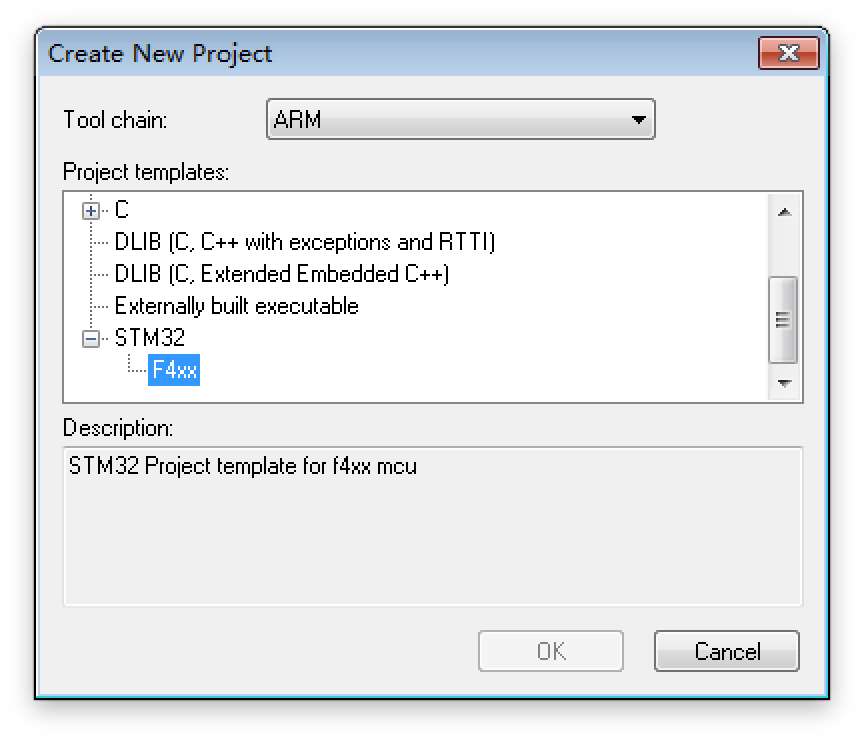 Create New Project
Tool chain:
ARM
Project templates:
C
DLIB (C, C++ with exceptions and RTTI)
DLIB (C, Extended Embedded C++)
Externally built executable
STM32
F4xx
Description:
STM32 Project template for f4xx mcu
OK
Cancel